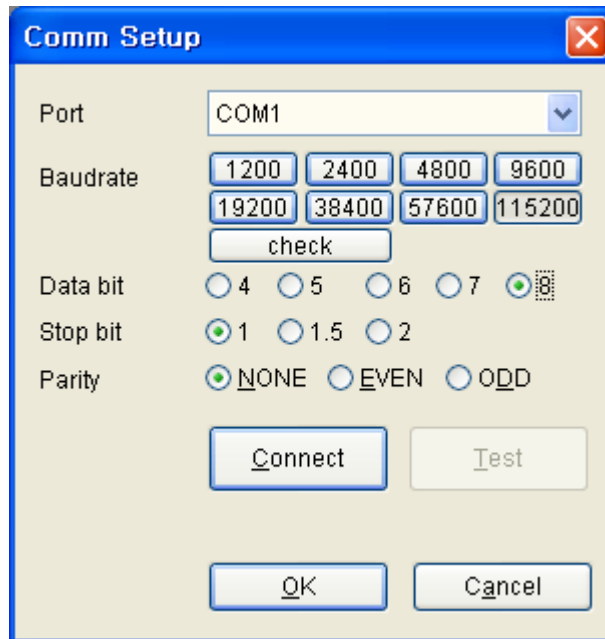 Comm Setup
Port COM1
Baudrate 1200 2400 4800 9600
19200 38400 57600 115200
check
Data bit 4 5 6 7 8
Stop bit 1 1.5 2
Parity NONE EVEN ODD
Connect Test
OK Cancel